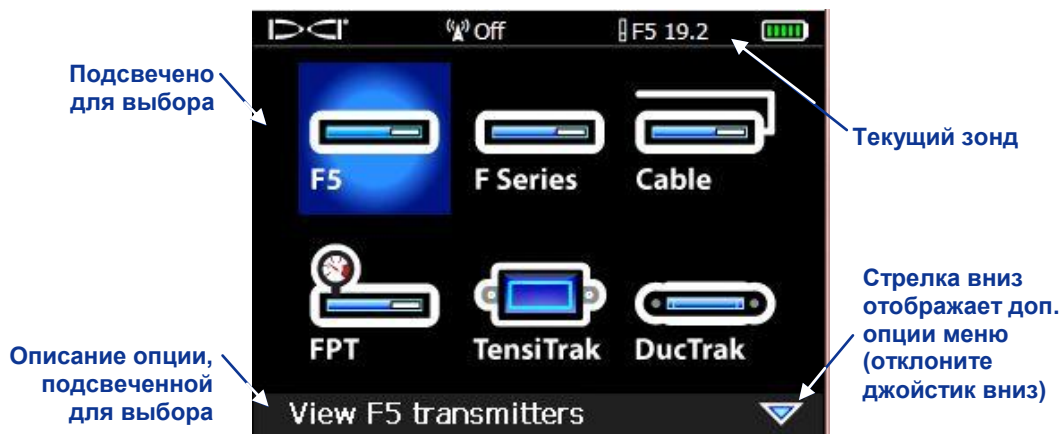 DCI Off F5 19.2
Подсвечено
для выбора
Текущий зонд
F5 F Series Cable
FPT TensiTrak DucTrak
Стрелка вниз
отображает доп.
опции меню
(отклоните
джойстик вниз)
Описание опции,
подсвеченной
для выбора
View F5 transmitters